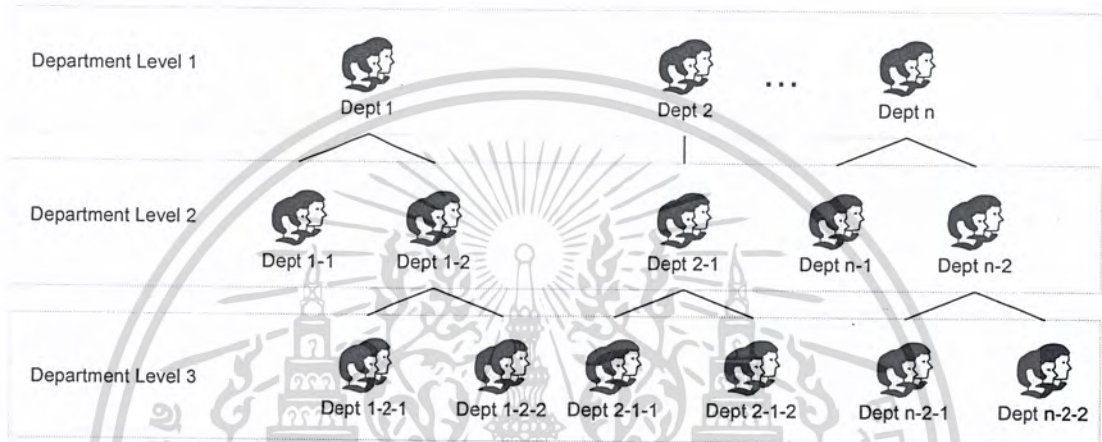 Department Level 1
Dept 1
Dept 2
...
Dept n
Department Level 2
Dept 1-1
Dept 1-2
Dept 2-1
Dept n-1
Dept n-2
Department Level 3
Dept 1-2-1
Dept 1-2-2
Dept 2-1-1
Dept 2-1-2
Dept n-2-1
Dept n-2-2